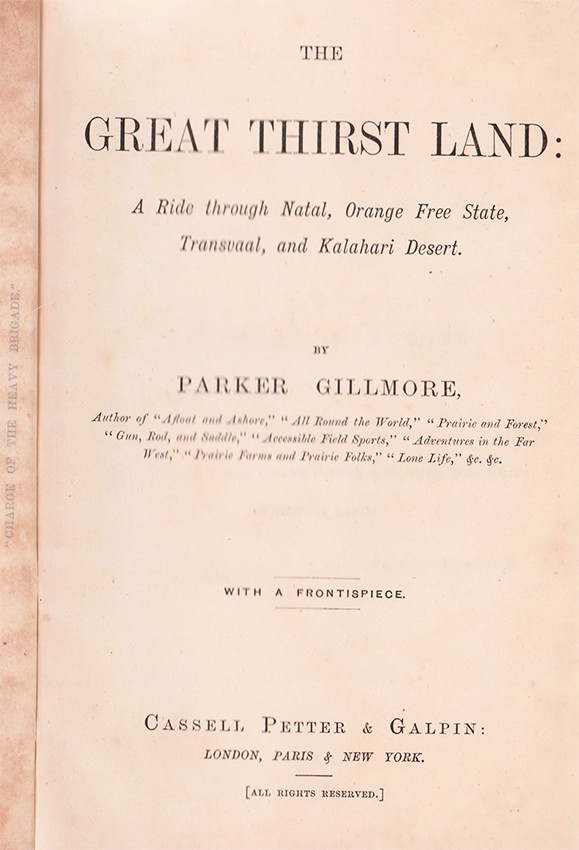 "CHARGE OF THE HEAVY BRIGADE."
THE
GREAT THIRST LAND:
A Ride through Natal, Orange Free State,
Transvaal, and Kalahari Desert.
BY
PARKER GILLMORE,
Author of "Afloat and Ashore," "All Round the World," "Prairie and Forest,"
"Gun, Rod, and Saddle," "Accessible Field Sports," "Adventures in the Far
West," "Prairie Farms and Prairie Folks," "Lone Life," &c. &c.
WITH A FRONTISPIECE.
CASSELL PETTER & GALPIN:
LONDON, PARIS & NEW YORK.
[ALL RIGHTS RESERVED.]